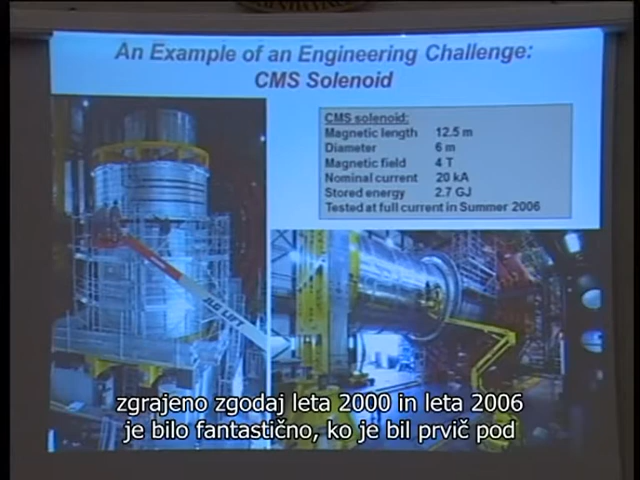 An Example of an Engineering Challenge:
CMS Solenoid
CMS solenoid:
Magnetic length 12.5 m
Diameter 6 m
Magnetic field 4 T
Nominal current 20 kA
Stored energy 2.7 GJ
Tested at full current in Summer 2006
JLG LIFT
zgrajeno zgodaj leta 2000 in leta 2006
je bilo fantastično, ko je bil prvič pod